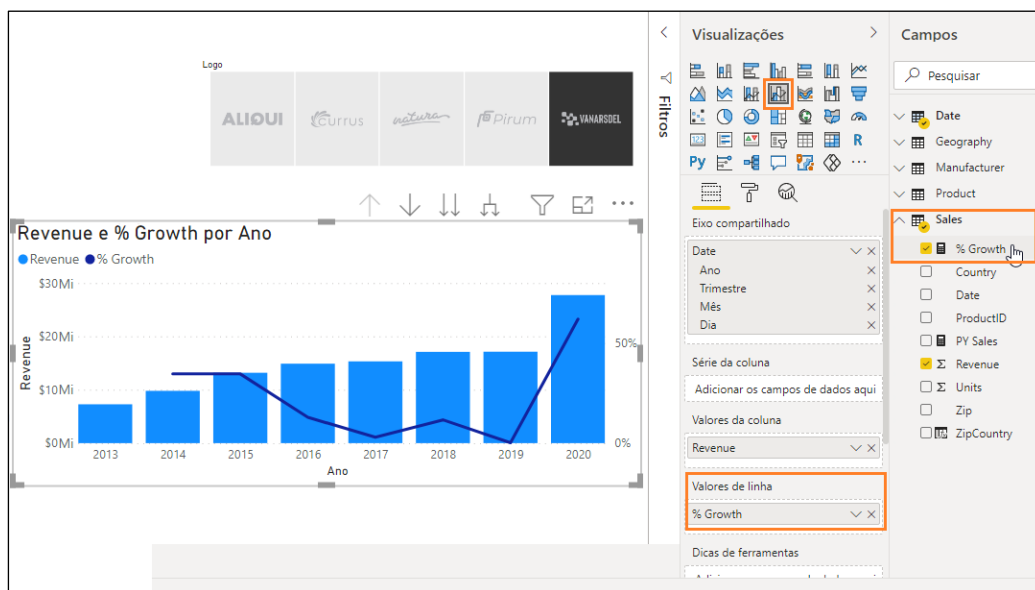 Logo
ALIQUI
Currus
natura
Pirum
VANARSDEL
Revenue e % Growth por Ano
Revenue % Growth
$30Mi
$20Mi
$10Mi
$0Mi
Revenue
50%
0%
2013 2014 2015 2016 2017 2018 2019 2020
Ano
Filtros
Visualizações
123
R
Py
Eixo compartilhado
Date
Ano
Trimestre
Mês
Dia
Série da coluna
Adicionar os campos de dados aqui
Valores da coluna
Revenue
Valores de linha
% Growth
Dicas de ferramentas
Campos
Pesquisar
Date
Geography
Manufacturer
Product
Sales
% Growth
Country
Date
ProductID
PY Sales
Σ Revenue
Σ Units
Zip
ZipCountry